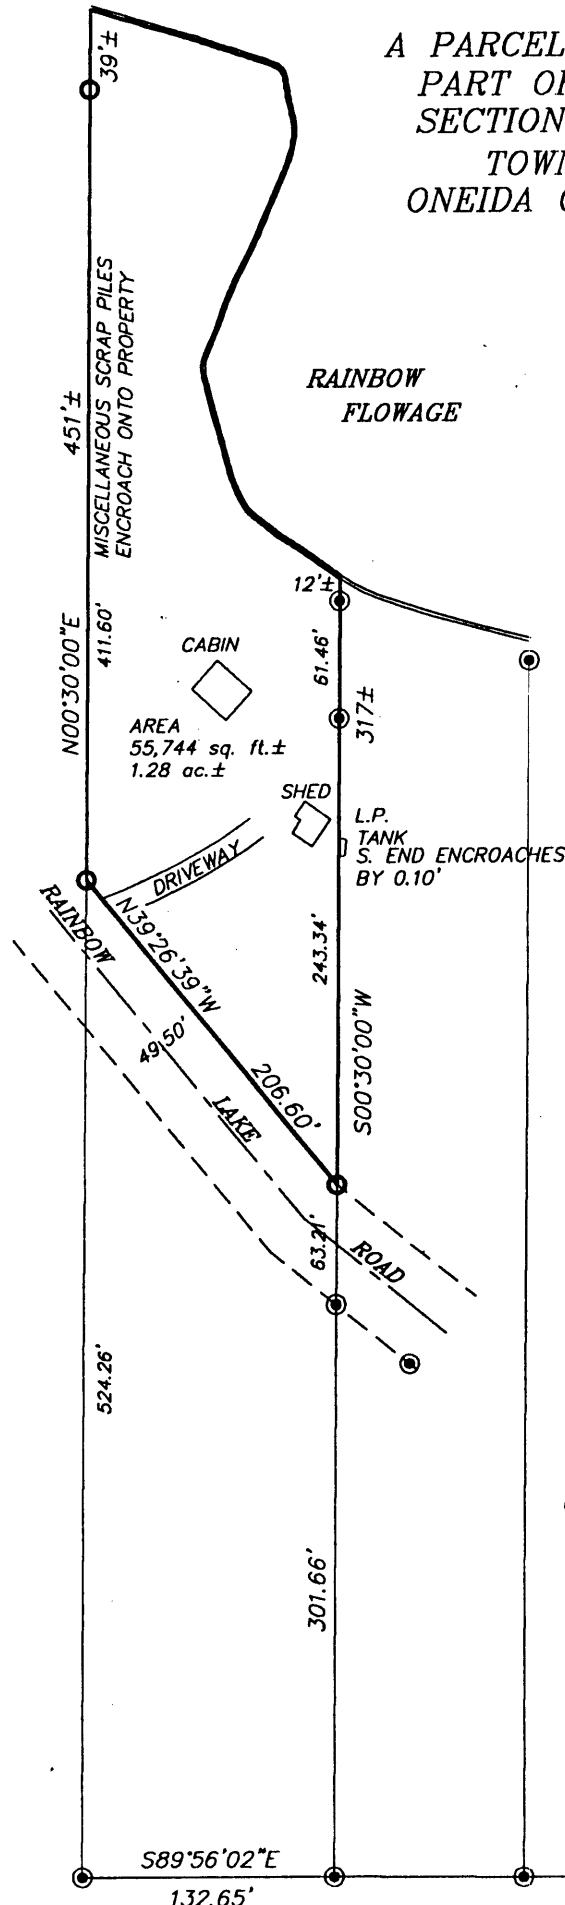 A PARCEL
PART OF
SECTION
TOWN
ONEIDA
39'±
RAINBOW
FLOWAGE
451'±
MISCELLANEOUS SCRAP PILES
ENCROACH ONTO PROPERTY
N00°30'00"E
411.60'
12'±
61.46'
317±
CABIN
AREA
55,744 sq. ft.±
1.28 ac.±
SHED
L.P.
TANK
S. END ENCROACHES
BY 0.10'
DRIVEWAY
243.34'
S00°30'00"W
N39°26'39"W
206.60'
49.50'
RAINBOW
LAKE
ROAD
63.21'
524.26'
301.66'
S89°56'02"E
132.65'